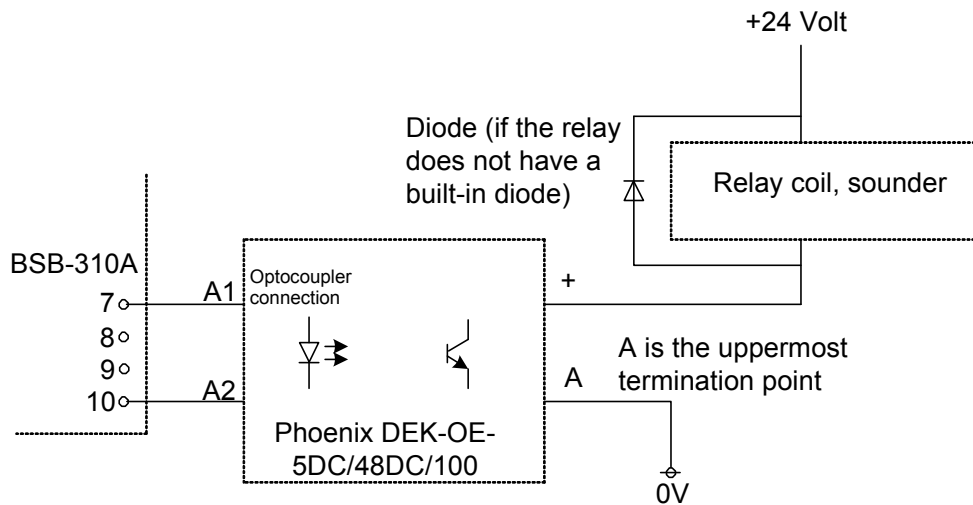 +24 Volt
Diode (if the relay
does not have a
built-in diode)
Relay coil, sounder
BSB-310A
7
8
9
10
A1
A2
Optocoupler
connection
Phoenix DEK-OE-
5DC/48DC/100
+
A
A is the uppermost
termination point
0V